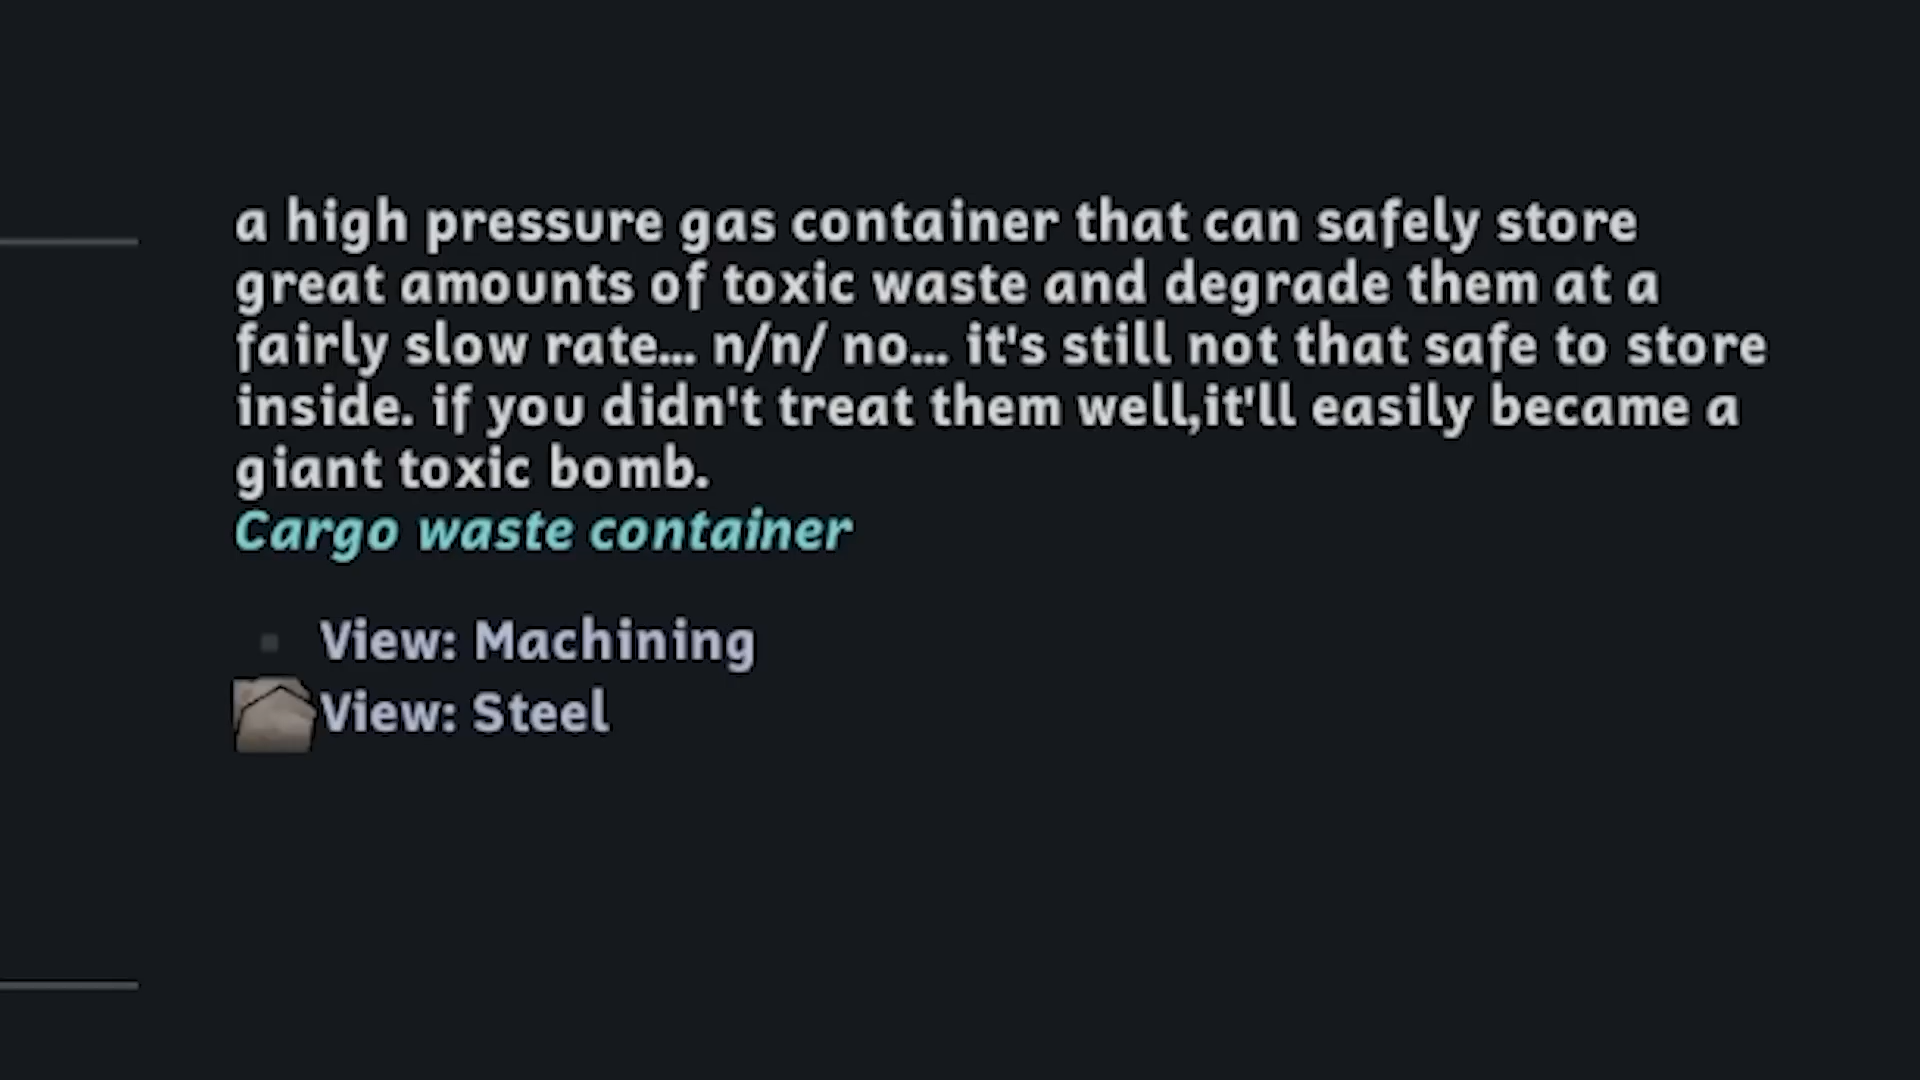 a high pressure gas container that can safely store
great amounts of toxic waste and degrade them at a
fairly slow rate... n/n/ no... it's still not that safe to store
inside. if you didn't treat them well,it'll easily became a
giant toxic bomb.
Cargo waste container
View: Machining
View: Steel